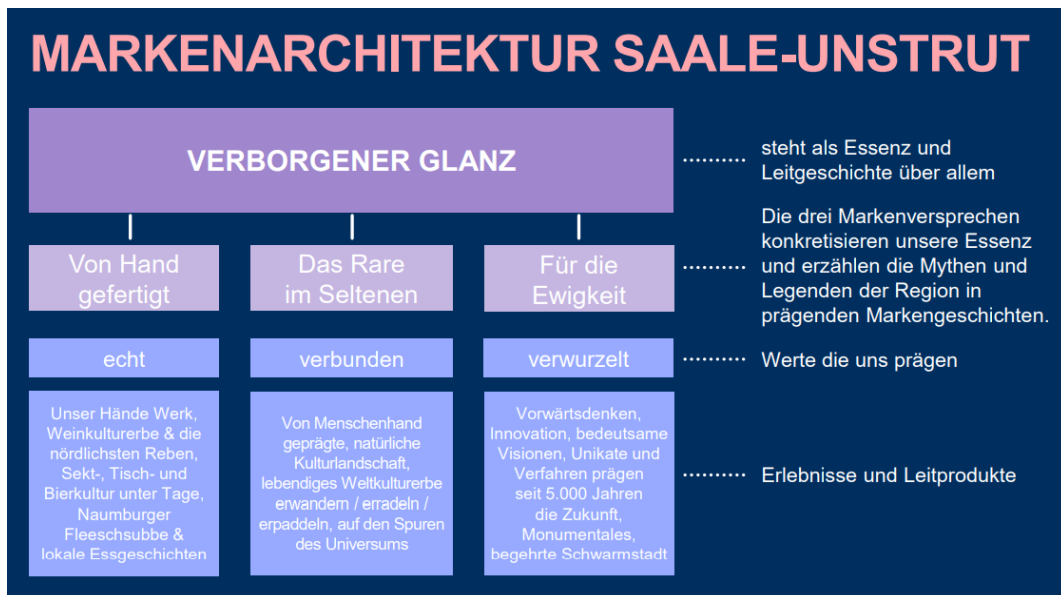 MARKENARCHITEKTUR SAALE-UNSTRUT
VERBORGENER GLANZ
steht als Essenz und
Leitgeschichte über allem
Von Hand
gefertigt
Das Rare
im Seltenen
Für die
Ewigkeit
Die drei Markenversprechen
konkretisieren unsere Essenz
und erzählen die Mythen und
Legenden der Region in
prägenden Markengeschichten.
echt
verbunden
verwurzelt
Werte die uns prägen
Unser Hände Werk,
Weinkulturerbe & die
nördlichsten Reben,
Sekt-, Tisch- und
Bierkultur unter Tage,
Naumburger
Fleeschsubbe &
lokale Essgeschichten
Von Menschenhand
geprägte, natürliche
Kulturlandschaft,
lebendiges Weltkulturerbe
erwandern / erradeln /
erpaddeln, auf den Spuren
des Universums
Vorwärtsdenken,
Innovation, bedeutsame
Visionen, Unikate und
Verfahren prägen
seit 5.000 Jahren
die Zukunft,
Monumentales,
begehrte Schwarmstadt
Erlebnisse und Leitprodukte